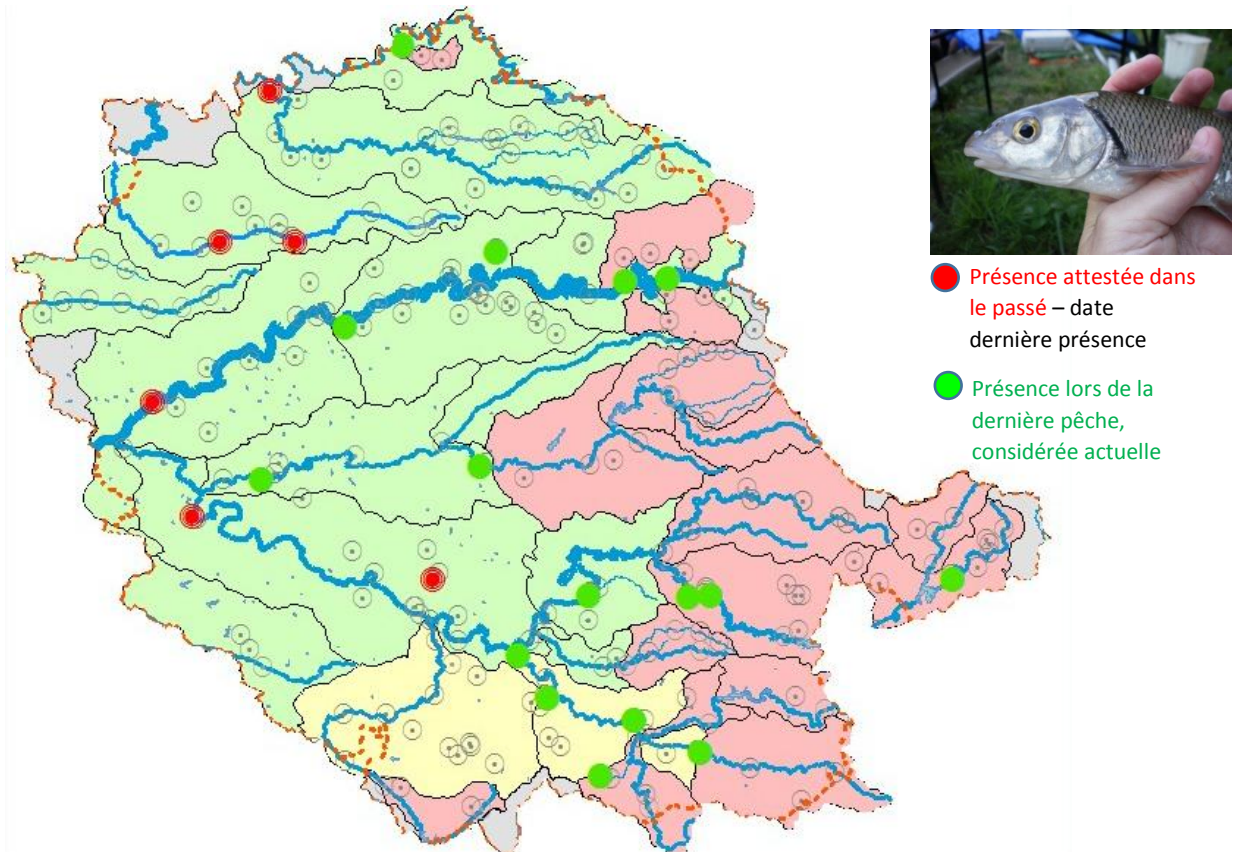 Présence attestée dans
le passé – date
dernière présence
Présence lors de la
dernière pêche,
considérée actuelle